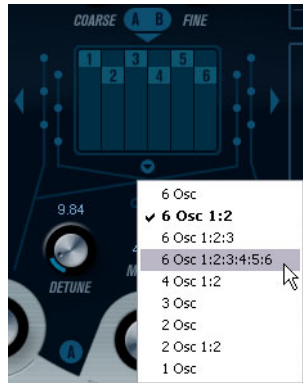 COARSE A B FINE
1 2 3 4 5 6
9.84
DETUNE
A
6 Osc
✓ 6 Osc 1:2
6 Osc 1:2:3
6 Osc 1:2:3:4:5:6
4 Osc 1:2
3 Osc
2 Osc
2 Osc 1:2
1 Osc